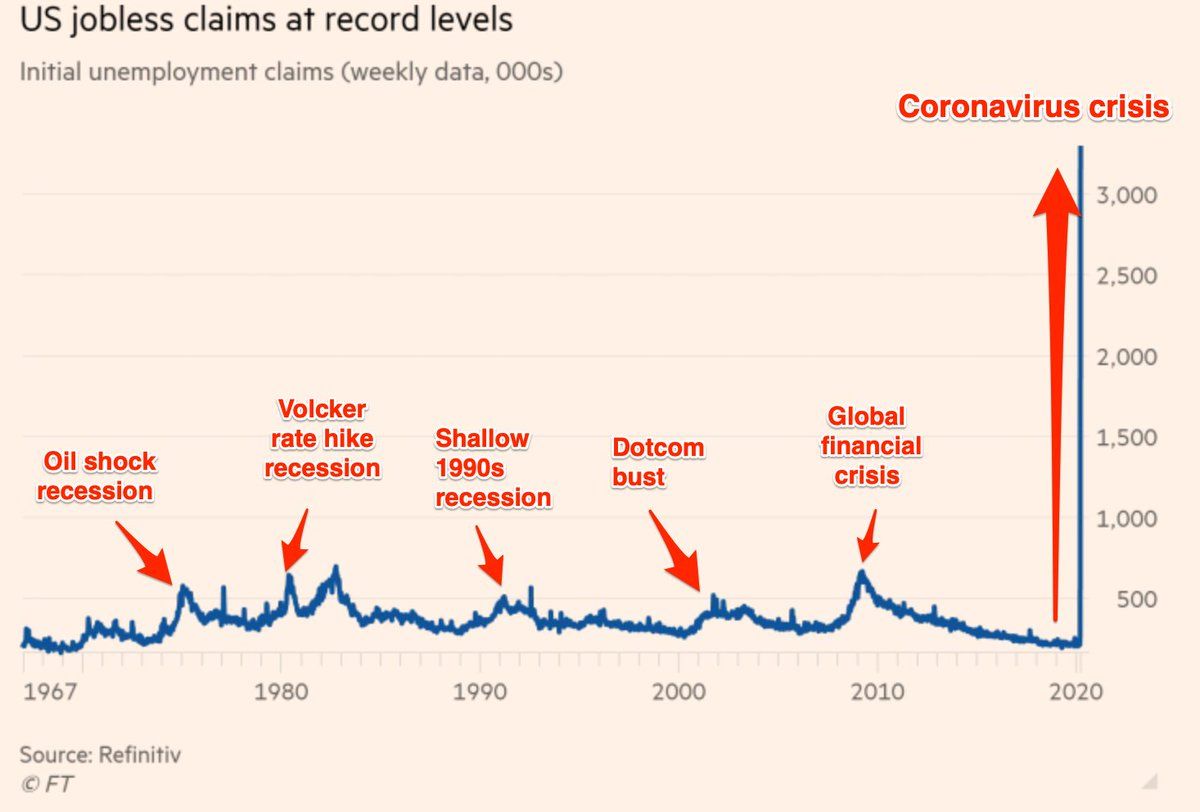 US jobless claims at record levels
Initial unemployment claims (weekly data, 000s)
Coronavirus crisis
3,000
2,500
2,000
1,500
1,000
500
Oil shock
recession
Volcker
rate hike
recession
Shallow
1990s
recession
Dotcom
bust
Global
financial
crisis
1967 1980 1990 2000 2010 2020
Source: Refinitiv
© FT